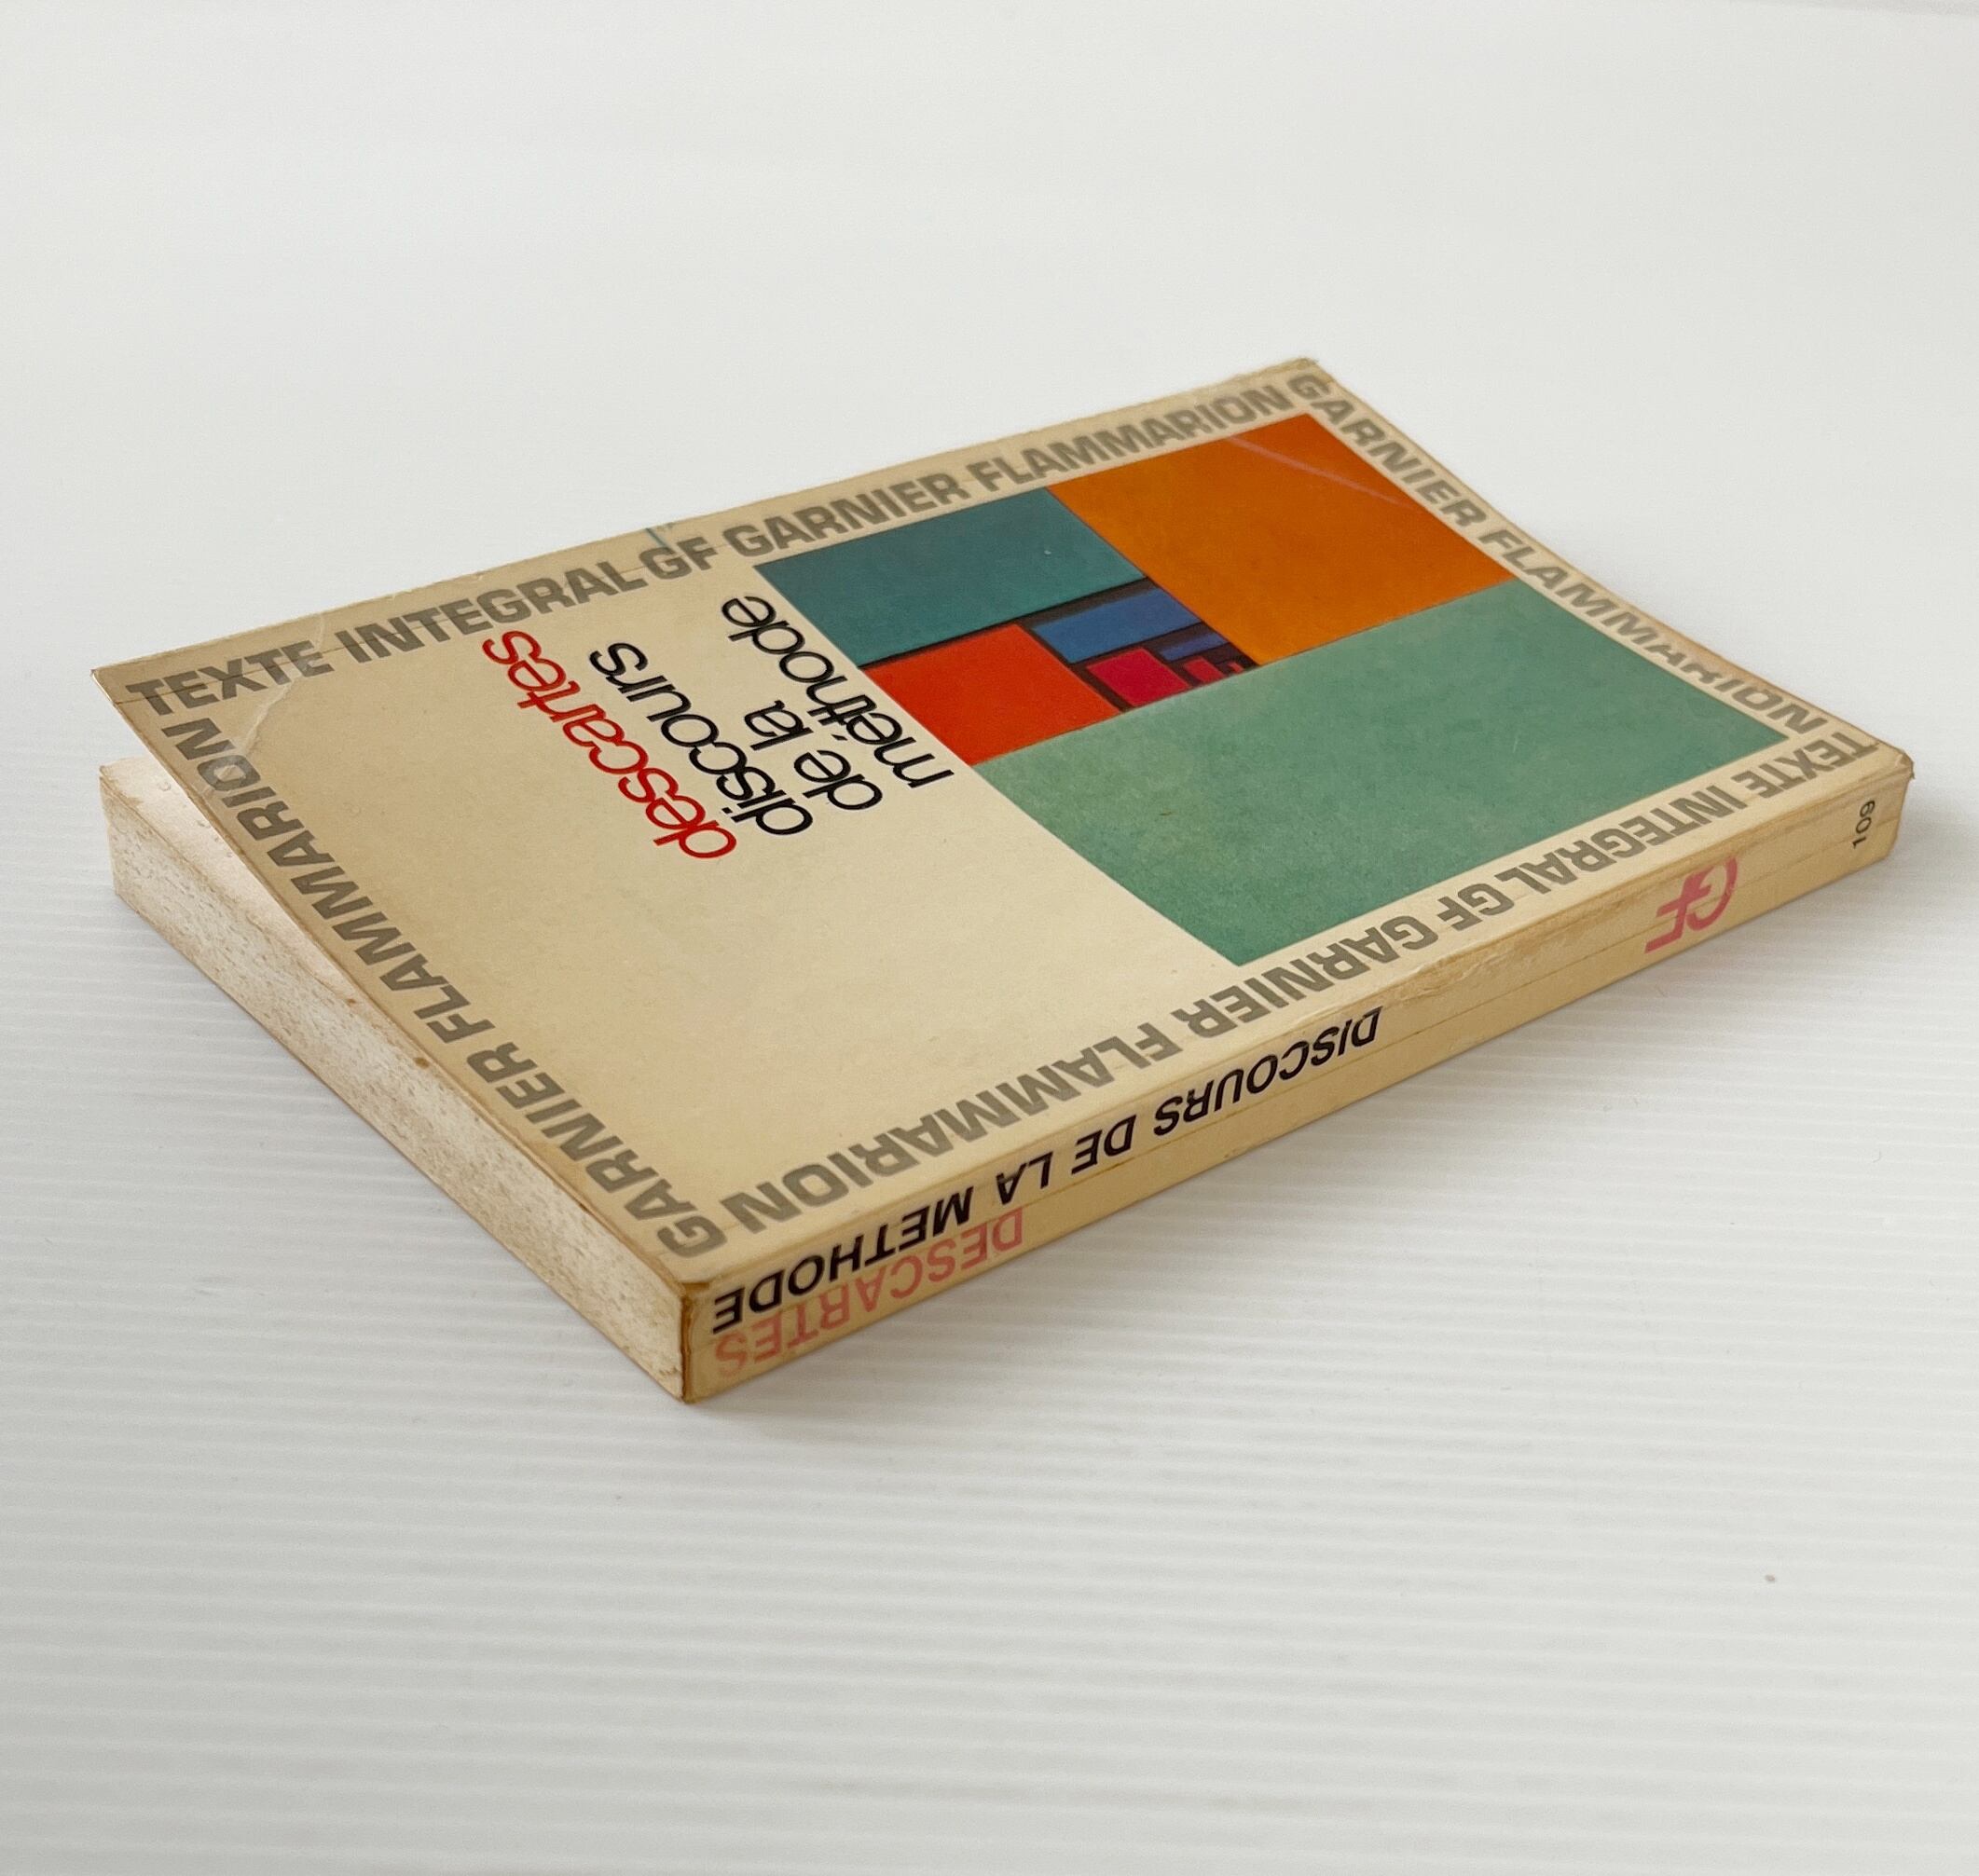 GARNIER FLAMMARION TEXTE INTEGRAL GF GARNIER FLAMMARION
GARNIER FLAMMARION TEXTE INTEGRAL GF GARNIER FLAMMARION
descartes
discours
de la
méthode
DESCARTES
DISCOURS DE LA METHODE
GF
109